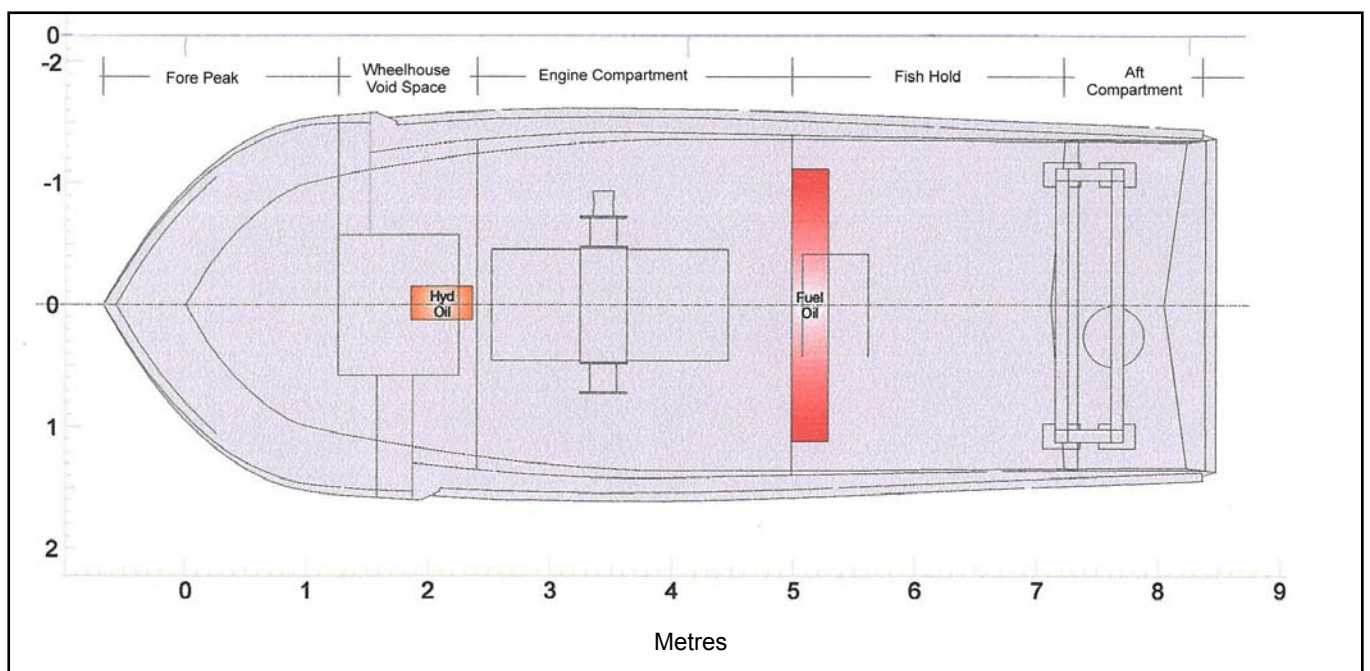 0
-2
Fore Peak
Wheelhouse
Void Space
Engine Compartment
Fish Hold
Aft
Compartment
-1
Hyd
Oil
Fuel
Oil
0
1
2
0 1 2 3 4 5 6 7 8 9
Metres